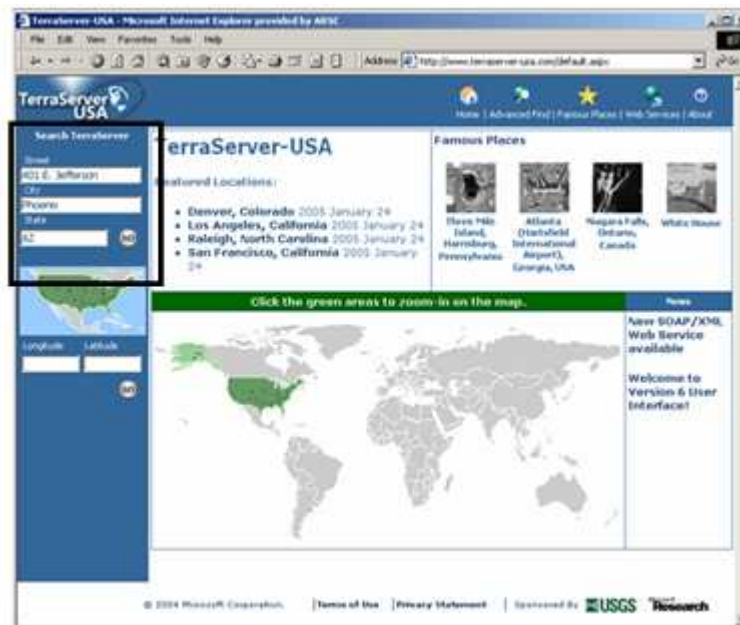 TerraServer-USA - Microsoft Internet Explorer provided by
File Edit View Favorites Tools Help
Address http://www.terraserver-usa.com/default.aspx
TerraServer
USA
Home | Advanced Find | Famous Places | Web Services | About
Search TerraServer
Street
401 E. Jefferson
City
Phoenix
State
AZ
GO
Longitude Latitude
GO
TerraServer-USA
Featured Locations:
Denver, Colorado 2005 January 24
Los Angeles, California 2005 January 24
Raleigh, North Carolina 2005 January 24
San Francisco, California 2005 January
24
Famous Places
Three Mile
Island,
Harrisburg,
Pennsylvania
Atlanta
(Hartsfield
International
Airport),
Georgia, USA
Niagara Falls,
Ontario,
Canada
White House
Click the green areas to zoom-in on the map.
News
New SOAP/XML
Web Service
available
Welcome to
Version 6 User
Interface!
© 2004 Microsoft Corporation. | Terms of Use | Privacy Statement | Sponsored By USGS Microsoft Research